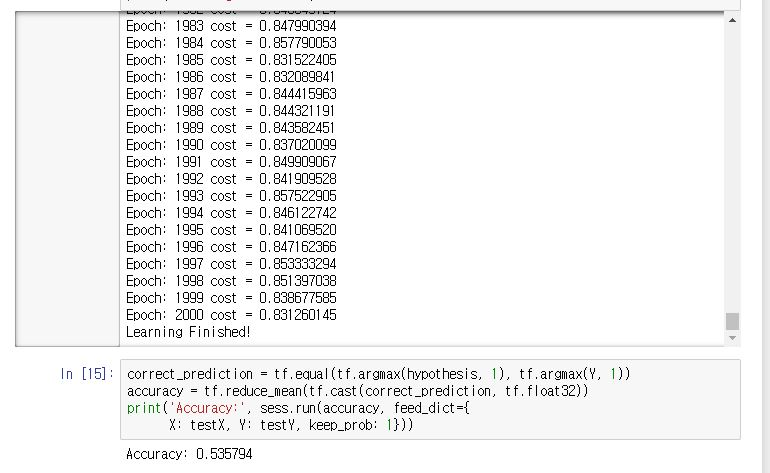 Epoch: 1983 cost = 0.847990394
Epoch: 1984 cost = 0.857790053
Epoch: 1985 cost = 0.831522405
Epoch: 1986 cost = 0.832089841
Epoch: 1987 cost = 0.844415963
Epoch: 1988 cost = 0.844321191
Epoch: 1989 cost = 0.843582451
Epoch: 1990 cost = 0.837020099
Epoch: 1991 cost = 0.849909067
Epoch: 1992 cost = 0.841909528
Epoch: 1993 cost = 0.857522905
Epoch: 1994 cost = 0.846122742
Epoch: 1995 cost = 0.841069520
Epoch: 1996 cost = 0.847162366
Epoch: 1997 cost = 0.853333294
Epoch: 1998 cost = 0.851397038
Epoch: 1999 cost = 0.838677585
Epoch: 2000 cost = 0.831260145
Learning Finished!
In [15]: correct_prediction = tf.equal(tf.argmax(hypothesis, 1), tf.argmax(Y, 1))
accuracy = tf.reduce_mean(tf.cast(correct_prediction, tf.float32))
print('Accuracy:', sess.run(accuracy, feed_dict={
X: testX, Y: testY, keep_prob: 1}))
Accuracy: 0.535794